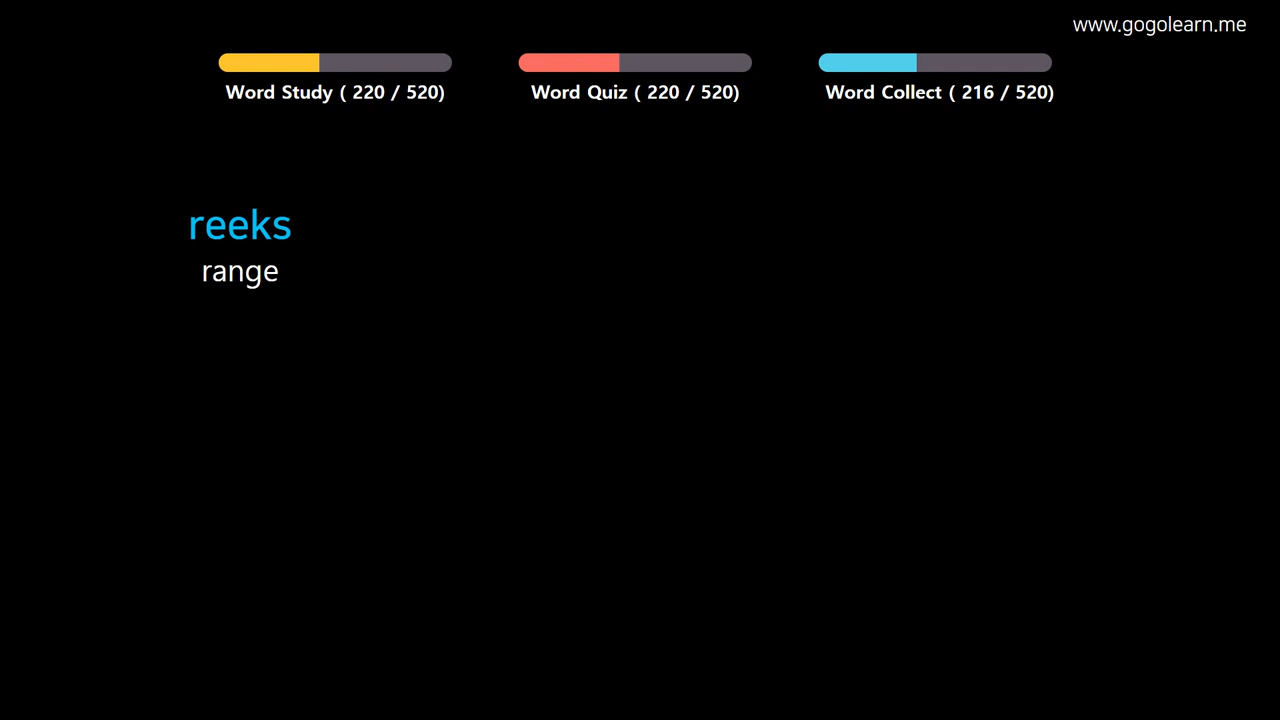 www.gogolearn.me
Word Study ( 220 / 520)
Word Quiz ( 220 / 520)
Word Collect ( 216 / 520)
reeks
range